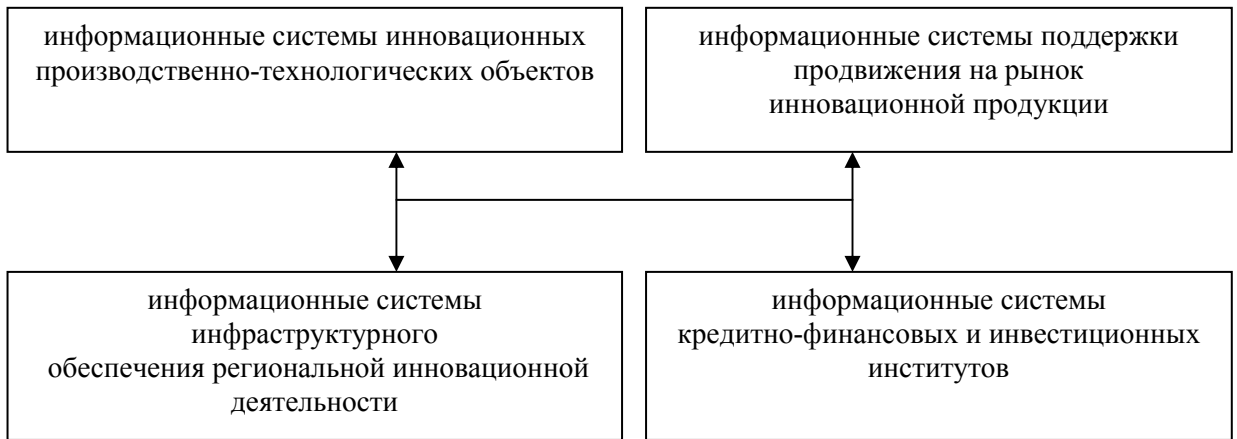 информационные системы инновационных
производственно-технологических объектов
информационные системы поддержки
продвижения на рынок
инновационной продукции
информационные системы
инфраструктурного
обеспечения региональной инновационной
деятельности
информационные системы
кредитно-финансовых и инвестиционных
институтов